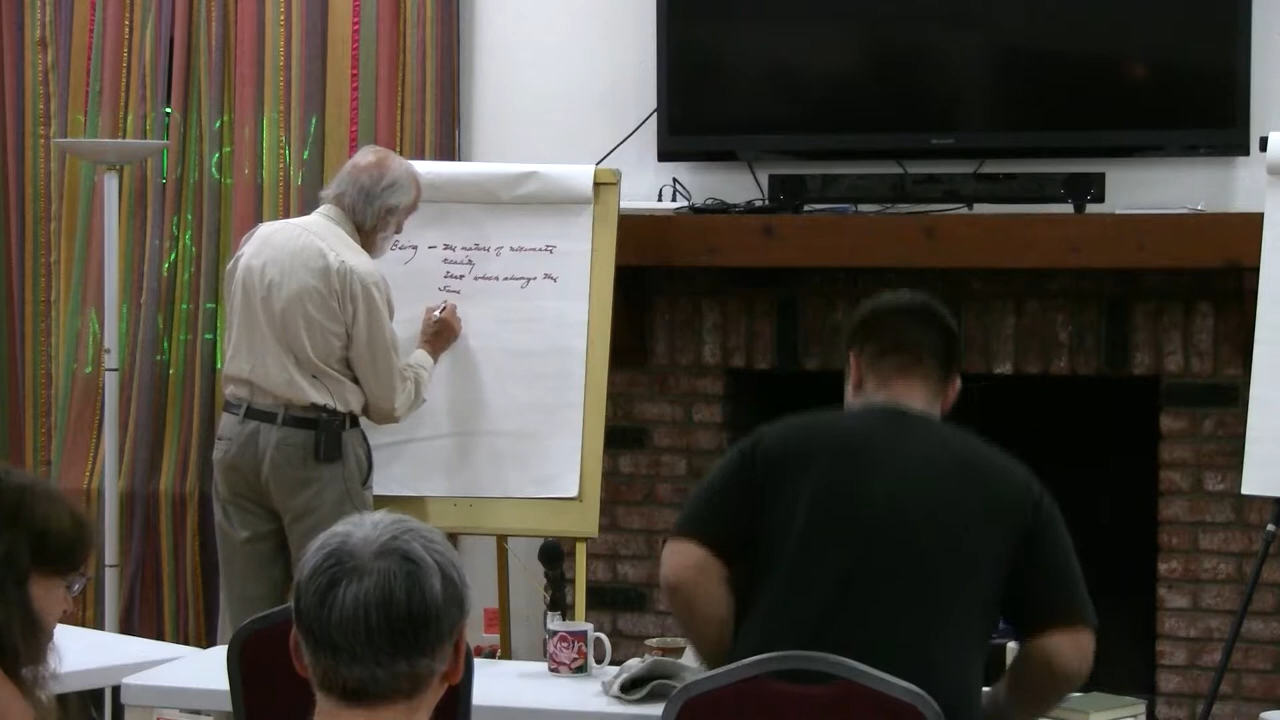 Being — the nature of ultimate
reality
that which always the
same